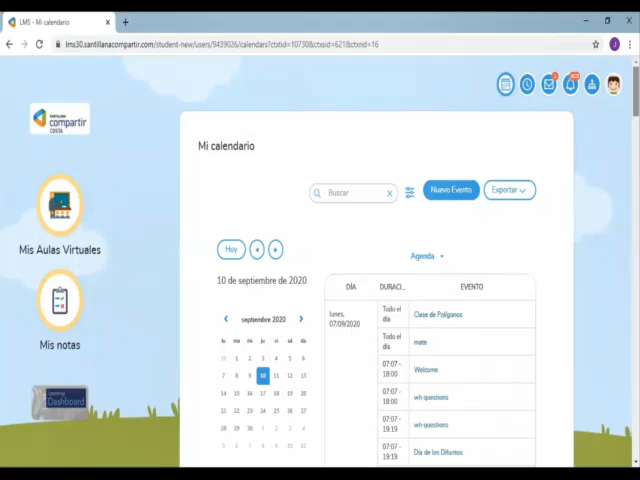 LMS - Mi calendario
lms30.santillanacompartir.com/student-new/users/9439026/calendars?ctxtid=10730&ctxsid=621&ctxnid=16
J
SANTILLANA
compartir
COSTA
Mi calendario
Buscar
Nuevo Evento
Exportar
Mis Aulas Virtuales
Hoy
Agenda
10 de septiembre de 2020
DÍA DURACI... EVENTO
lunes,
07/09/2020
Todo el
día
Clase de Polígonos.
Todo el
día
mate
07:07 -
18:00
Welcome
07:07 -
18:00
wh questions
07:07 -
19:19
wh questions
07:07 -
19:19
Día de los Difuntos
septiembre 2020
lu ma mi ju vi sá do
31 1 2 3 4 5 6
7 8 9 10 11 12 13
14 15 16 17 18 19 20
21 22 23 24 25 26 27
28 29 30 1 2 3 4
5 6 7 8 9 10 11
Mis notas
Learning
Dashboard